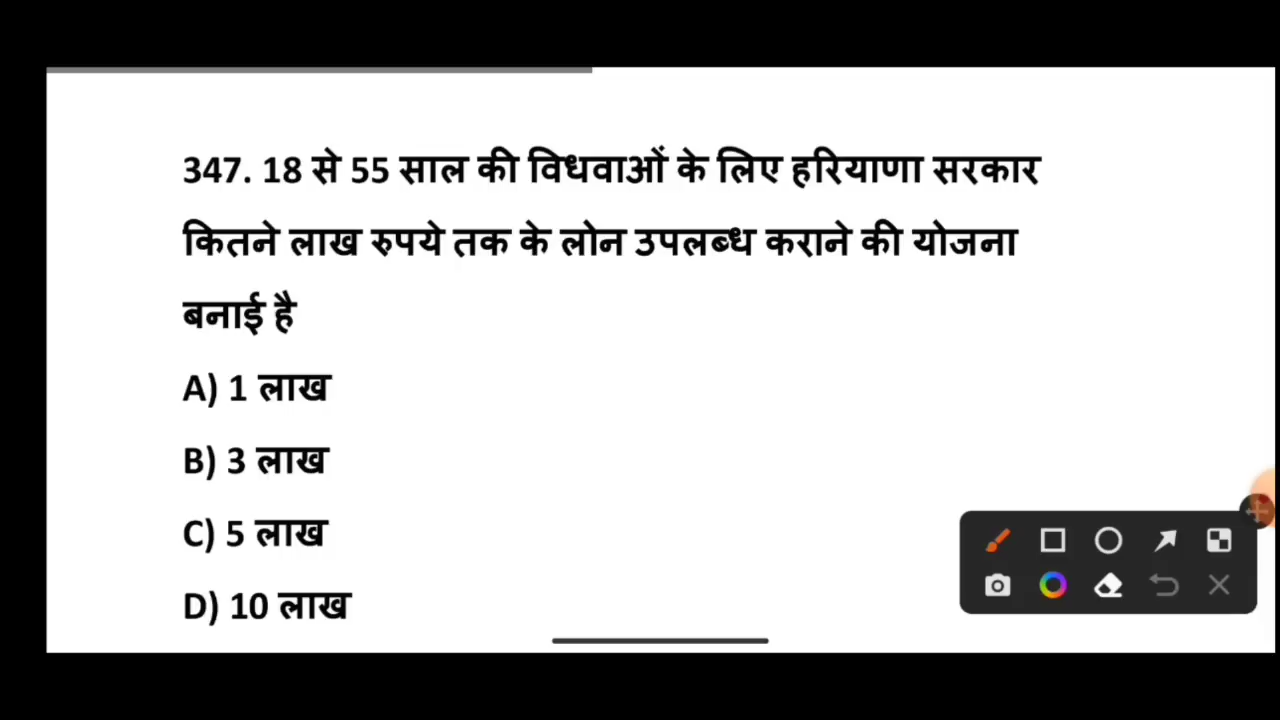 347. 18 से 55 साल की विधवाओं के लिए हरियाणा सरकार
कितने लाख रुपये तक के लोन उपलब्ध कराने की योजना
बनाई है
A) 1 लाख
B) 3 लाख
C) 5 लाख
D) 10 लाख